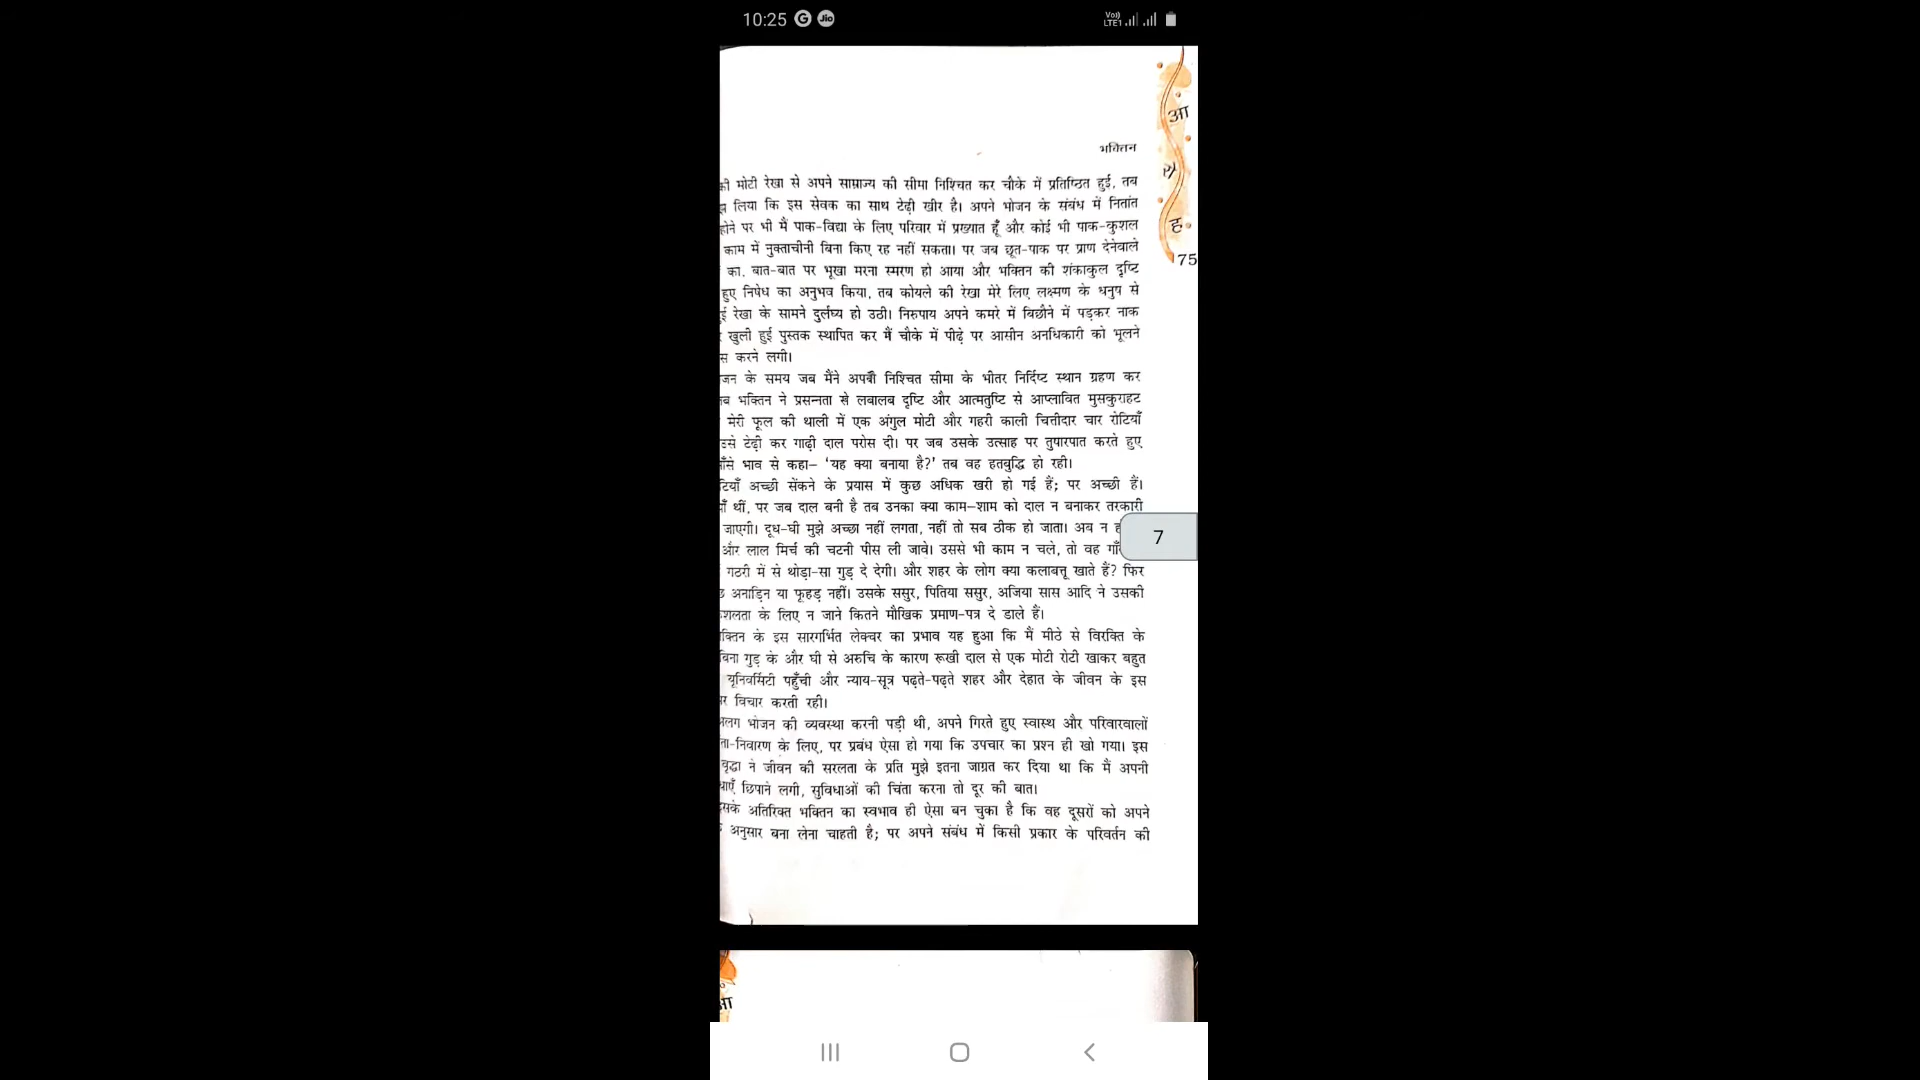 10:25
Vo)) LTE1
भक्तिन
आ
रो
ह
75
की मोटी रेखा से अपने साम्राज्य की सीमा निश्चित कर चौके में प्रतिष्ठित हुई, तब
लिया कि इस सेवक का साथ टेढ़ी खीर है। अपने भोजन के संबंध में नितांत
होने पर भी मैं पाक-विद्या के लिए परिवार में प्रख्यात हूँ और कोई भी पाक-कुशल
काम में नुक्ताचीनी बिना किए रह नहीं सकता। पर जब छूत-पाक पर प्राण देनेवाले
का, बात-बात पर भूखा मरना स्मरण हो आया और भक्तिन की शंकाकुल दृष्टि
हुए निषेध का अनुभव किया, तब कोयले की रेखा मेरे लिए लक्ष्मण के धनुष से
रेखा के सामने दुर्लंघ्य हो उठी। निरुपाय अपने कमरे में बिछौने में पड़कर नाक
खुली हुई पुस्तक स्थापित कर मैं चौके में पीढ़े पर आसीन अनधिकारी को भूलने
स करने लगी।
जन के समय जब मैंने अपनी निश्चित सीमा के भीतर निर्दिष्ट स्थान ग्रहण कर
ब भक्तिन ने प्रसन्नता से लबालब दृष्टि और आत्मतुष्टि से आप्लावित मुसकुराहट
मेरी फूल की थाली में एक अंगुल मोटी और गहरी काली चित्तीदार चार रोटियाँ
उसे टेढ़ी कर गाढ़ी दाल परोस दी। पर जब उसके उत्साह पर तुषारपात करते हुए
भाव से कहा– ‘यह क्या बनाया है?’ तब वह हतबुद्धि हो रही।
टियाँ अच्छी सेंकने के प्रयास में कुछ अधिक खरी हो गई हैं; पर अच्छी हैं।
थीं, पर जब दाल बनी है तब उनका क्या काम–शाम को दाल न बनाकर तरकारी
जाएगी। दूध-घी मुझे अच्छा नहीं लगता, नहीं तो सब ठीक हो जाता। अब न
और लाल मिर्च की चटनी पीस ली जावे। उससे भी काम न चले, तो वह
7
गठरी में से थोड़ा-सा गुड़ दे देगी। और शहर के लोग क्या कलाबत्तू खाते हैं? फिर
अनाड़िन या फूहड़ नहीं। उसके ससुर, पितिया ससुर, अजिया सास आदि ने उसकी
शलता के लिए न जाने कितने मौखिक प्रमाण-पत्र दे डाले हैं।
क्तिन के इस सारगर्भित लेक्चर का प्रभाव यह हुआ कि मैं मीठे से विरक्ति के
बिना गुड़ के और घी से अरुचि के कारण रूखी दाल से एक मोटी रोटी खाकर बहुत
यूनिवर्सिटी पहुँची और न्याय-सूत्र पढ़ते-पढ़ते शहर और देहात के जीवन के इस
र विचार करती रही।
लग भोजन की व्यवस्था करनी पड़ी थी, अपने गिरते हुए स्वास्थ और परिवारवालों
ता-निवारण के लिए, पर प्रबंध ऐसा हो गया कि उपचार का प्रश्न ही खो गया। इस
वृद्धा ने जीवन की सरलता के प्रति मुझे इतना जाग्रत कर दिया था कि मैं अपनी
धाएँ छिपाने लगी, सुविधाओं की चिंता करना तो दूर की बात।
सके अतिरिक्त भक्तिन का स्वभाव ही ऐसा बन चुका है कि वह दूसरों को अपने
अनुसार बना लेना चाहती है; पर अपने संबंध में किसी प्रकार के परिवर्तन की
आ